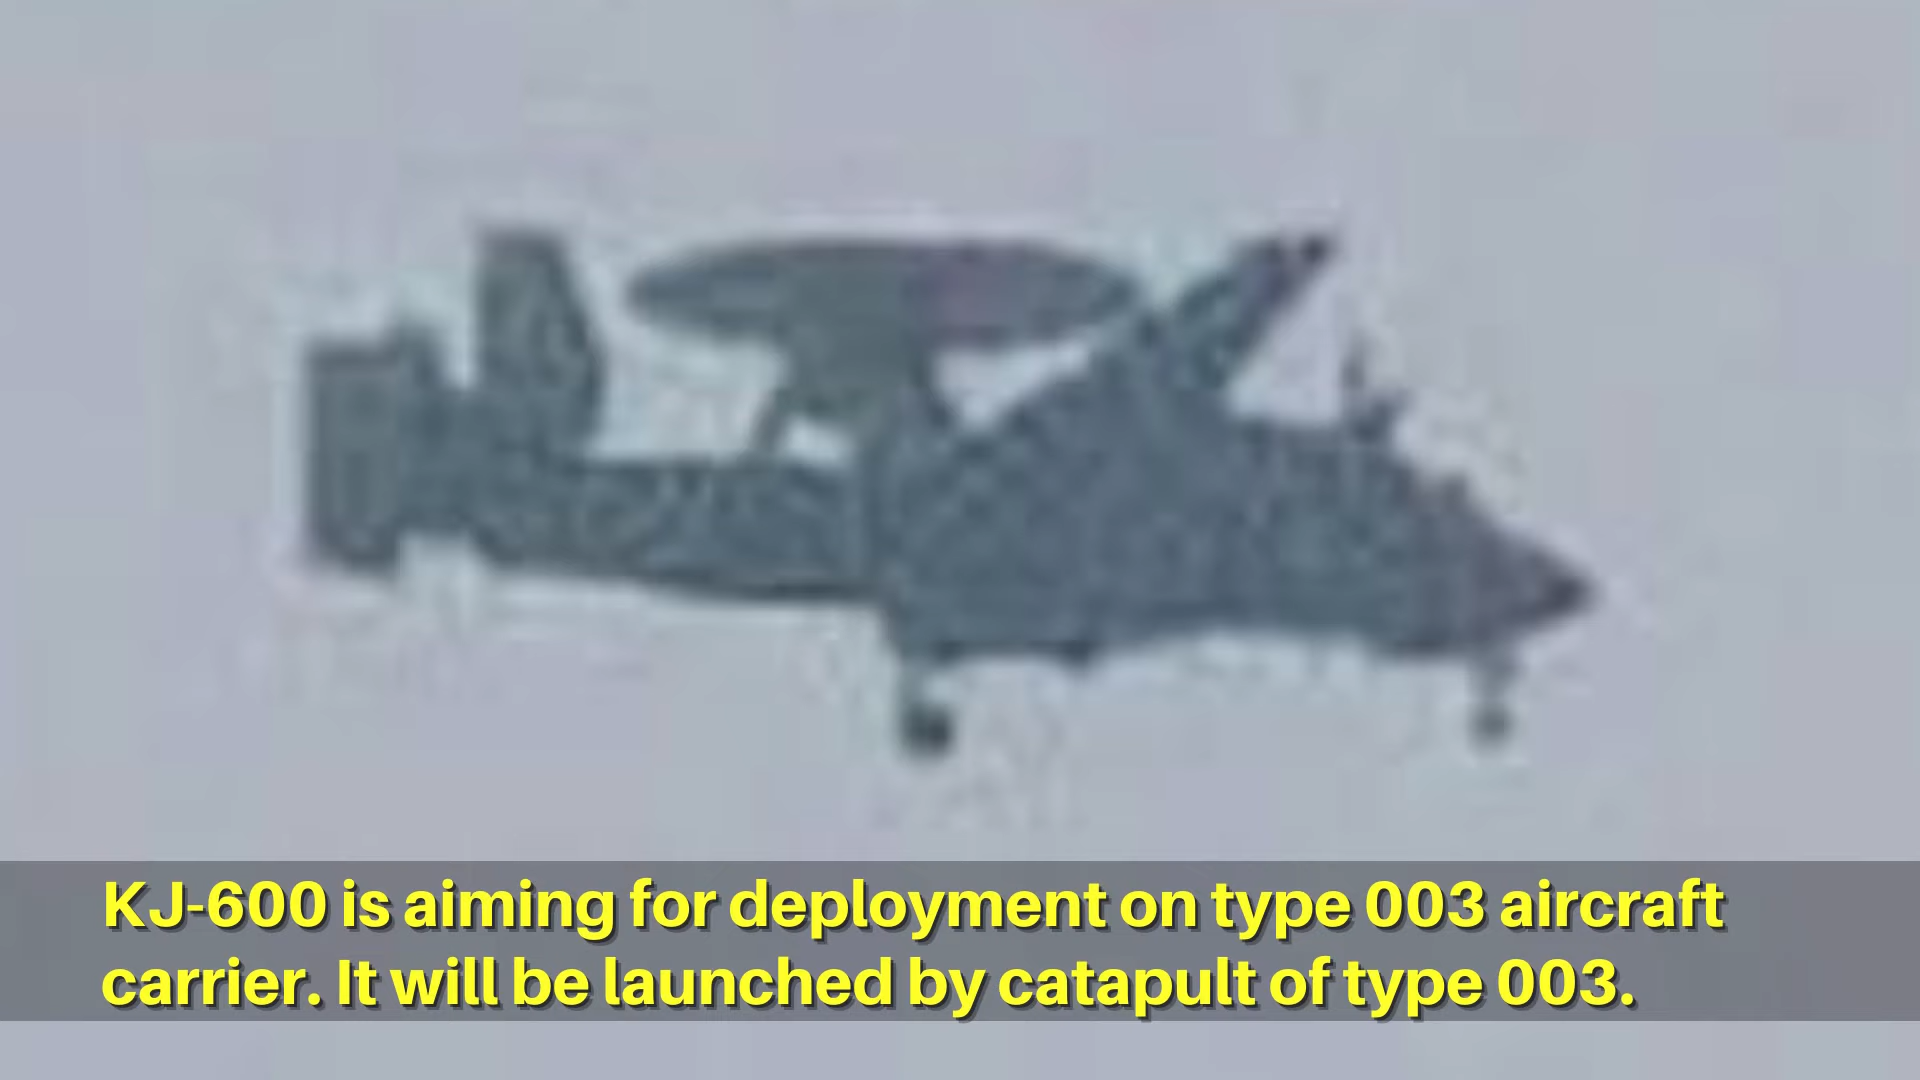 KJ-600 is aiming for deployment on type 003 aircraft
carrier. It will be launched by catapult of type 003.